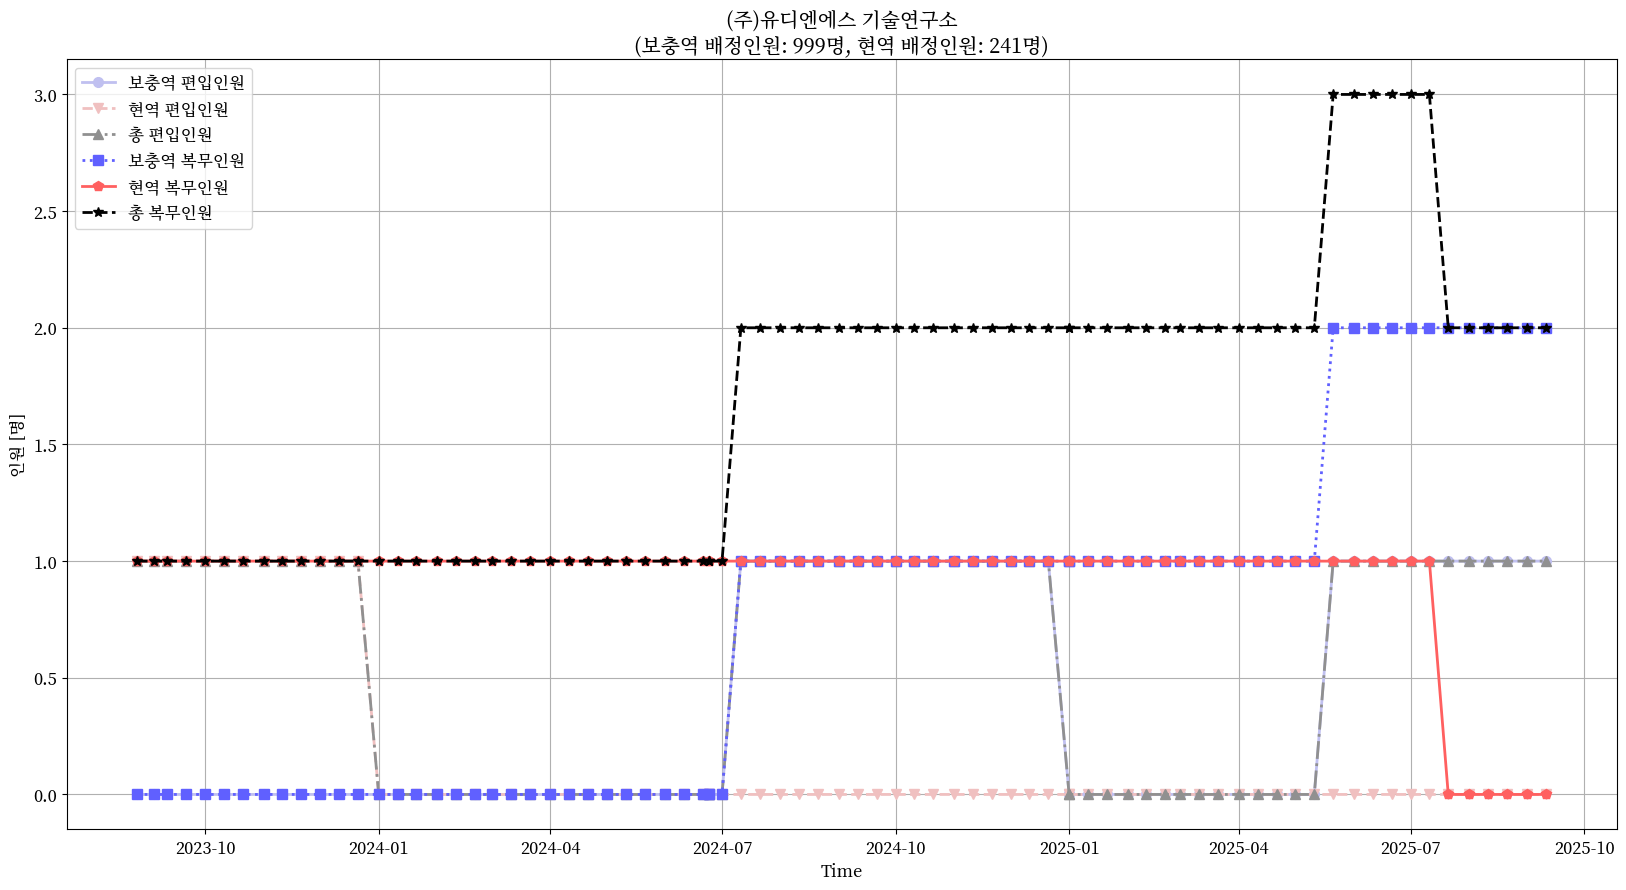 (주)유디엔에스 기술연구소
(보충역 배정인원: 999명, 현역 배정인원: 241명)
보충역 편입인원
현역 편입인원
총 편입인원
보충역 복무인원
현역 복무인원
총 복무인원
3.0
2.5
2.0
1.5
1.0
0.5
0.0
인원 [명]
2023-10
2024-01
2024-04
2024-07
2024-10
2025-01
2025-04
2025-07
2025-10
Time